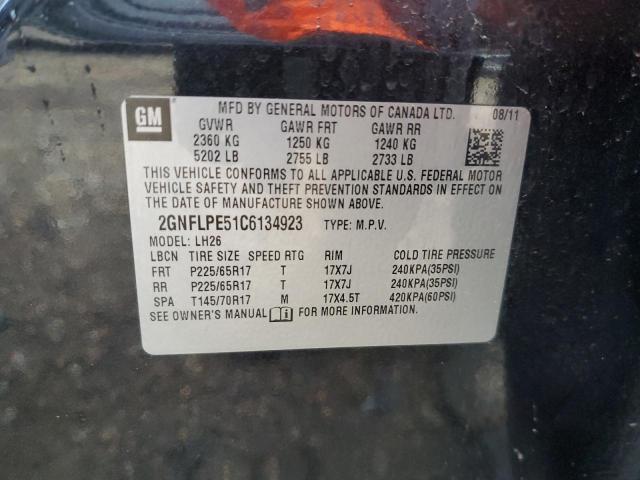 GM
MFD BY GENERAL MOTORS OF CANADA LTD. 08/11
GVWR GAWR FRT GAWR RR
2360 KG 1250 KG 1240 KG
5202 LB 2755 LB 2733 LB
THIS VEHICLE CONFORMS TO ALL APPLICABLE U.S. FEDERAL MOTOR
VEHICLE SAFETY AND THEFT PREVENTION STANDARDS IN EFFECT ON
THE DATE OF MANUFACTURE SHOWN ABOVE.
2GNFLPE51C6134923 TYPE: M.P.V.
MODEL: LH26
LBCN TIRE SIZE SPEED RTG RIM COLD TIRE PRESSURE
FRT P225/65R17 T 17X7J 240KPA(35PSI)
RR P225/65R17 T 17X7J 240KPA(35PSI)
SPA T145/70R17 M 17X4.5T 420KPA(60PSI)
SEE OWNER'S MANUAL i FOR MORE INFORMATION.